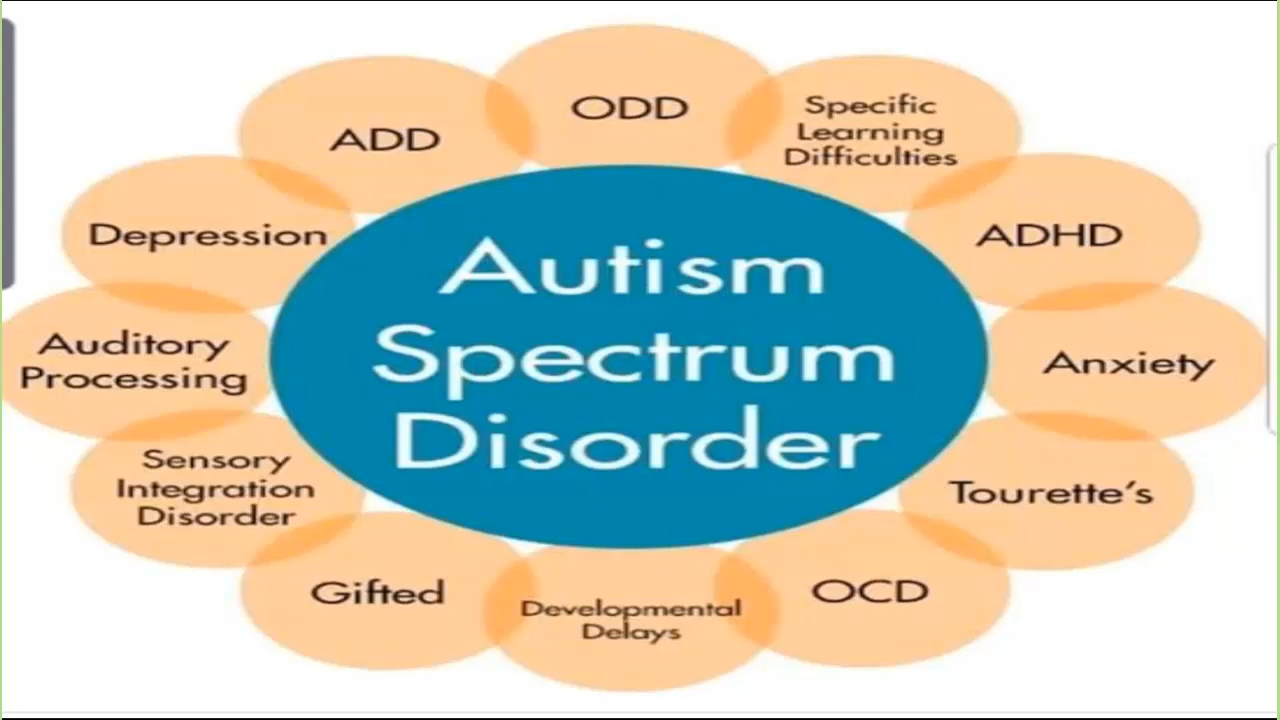 Autism
Spectrum
Disorder
ODD
Specific
Learning
Difficulties
ADHD
Anxiety
Tourette's
OCD
Developmental
Delays
Gifted
Sensory
Integration
Disorder
Auditory
Processing
Depression
ADD